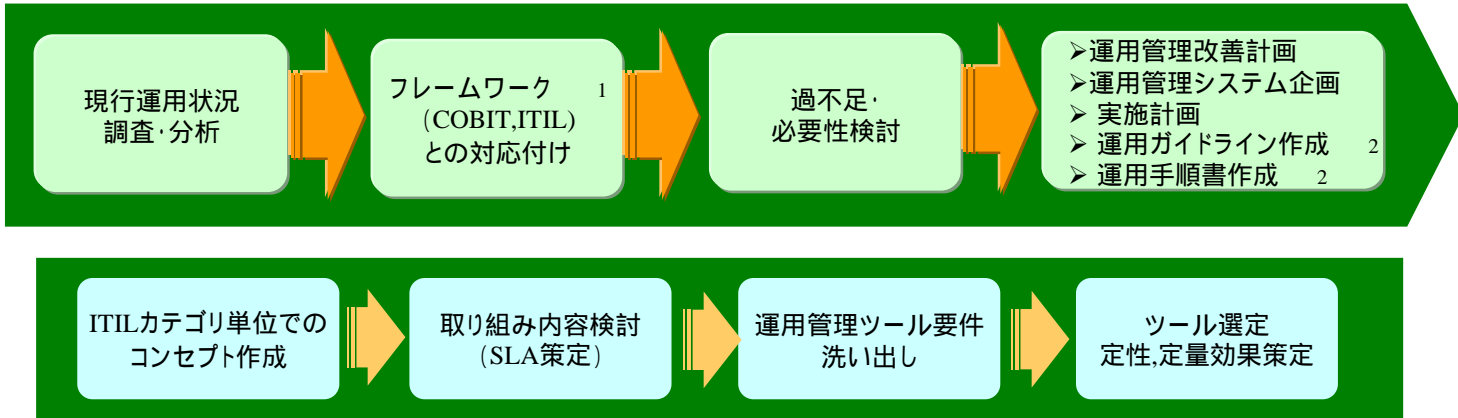 現行運用状況
調査・分析
フレームワーク 1
(COBIT,ITIL)
との対応付け
過不足・
必要性検討
➢運用管理改善計画
➢運用管理システム企画
➢ 実施計画
➢ 運用ガイドライン作成 2
➢ 運用手順書作成 2
ITILカテゴリ単位での
コンセプト作成
取り組み内容検討
(SLA策定)
運用管理ツール要件
洗い出し
ツール選定
定性,定量効果策定